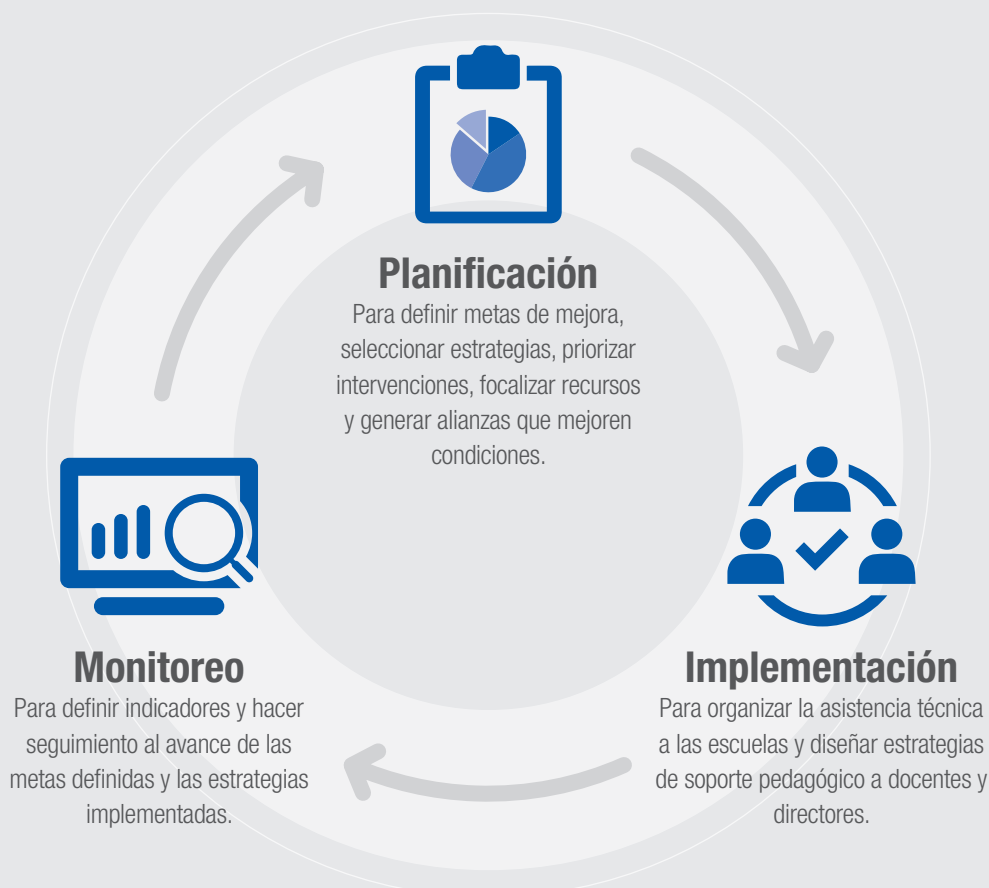 Planificación
Para definir metas de mejora,
seleccionar estrategias, priorizar
intervenciones, focalizar recursos
y generar alianzas que mejoren
condiciones.
Monitoreo
Para definir indicadores y hacer
seguimiento al avance de las
metas definidas y las estrategias
implementadas.
Implementación
Para organizar la asistencia técnica
a las escuelas y diseñar estrategias
de soporte pedagógico a docentes y
directores.